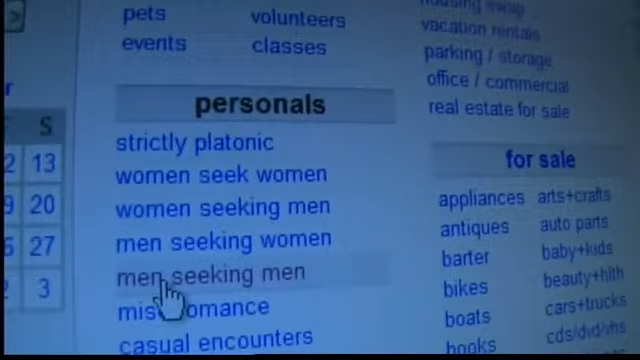 pets volunteers
events classes
personals
strictly platonic
women seek women
women seeking men
men seeking women
men seeking men
casual encounters
S
13
20
27
3
housing swap
vacation rentals
parking / storage
office / commercial
real estate for sale
for sale
appliances arts+crafts
antiques auto parts
barter baby+kids
bikes beauty+hlth
boats cars+trucks
books cds/dvd/vhs